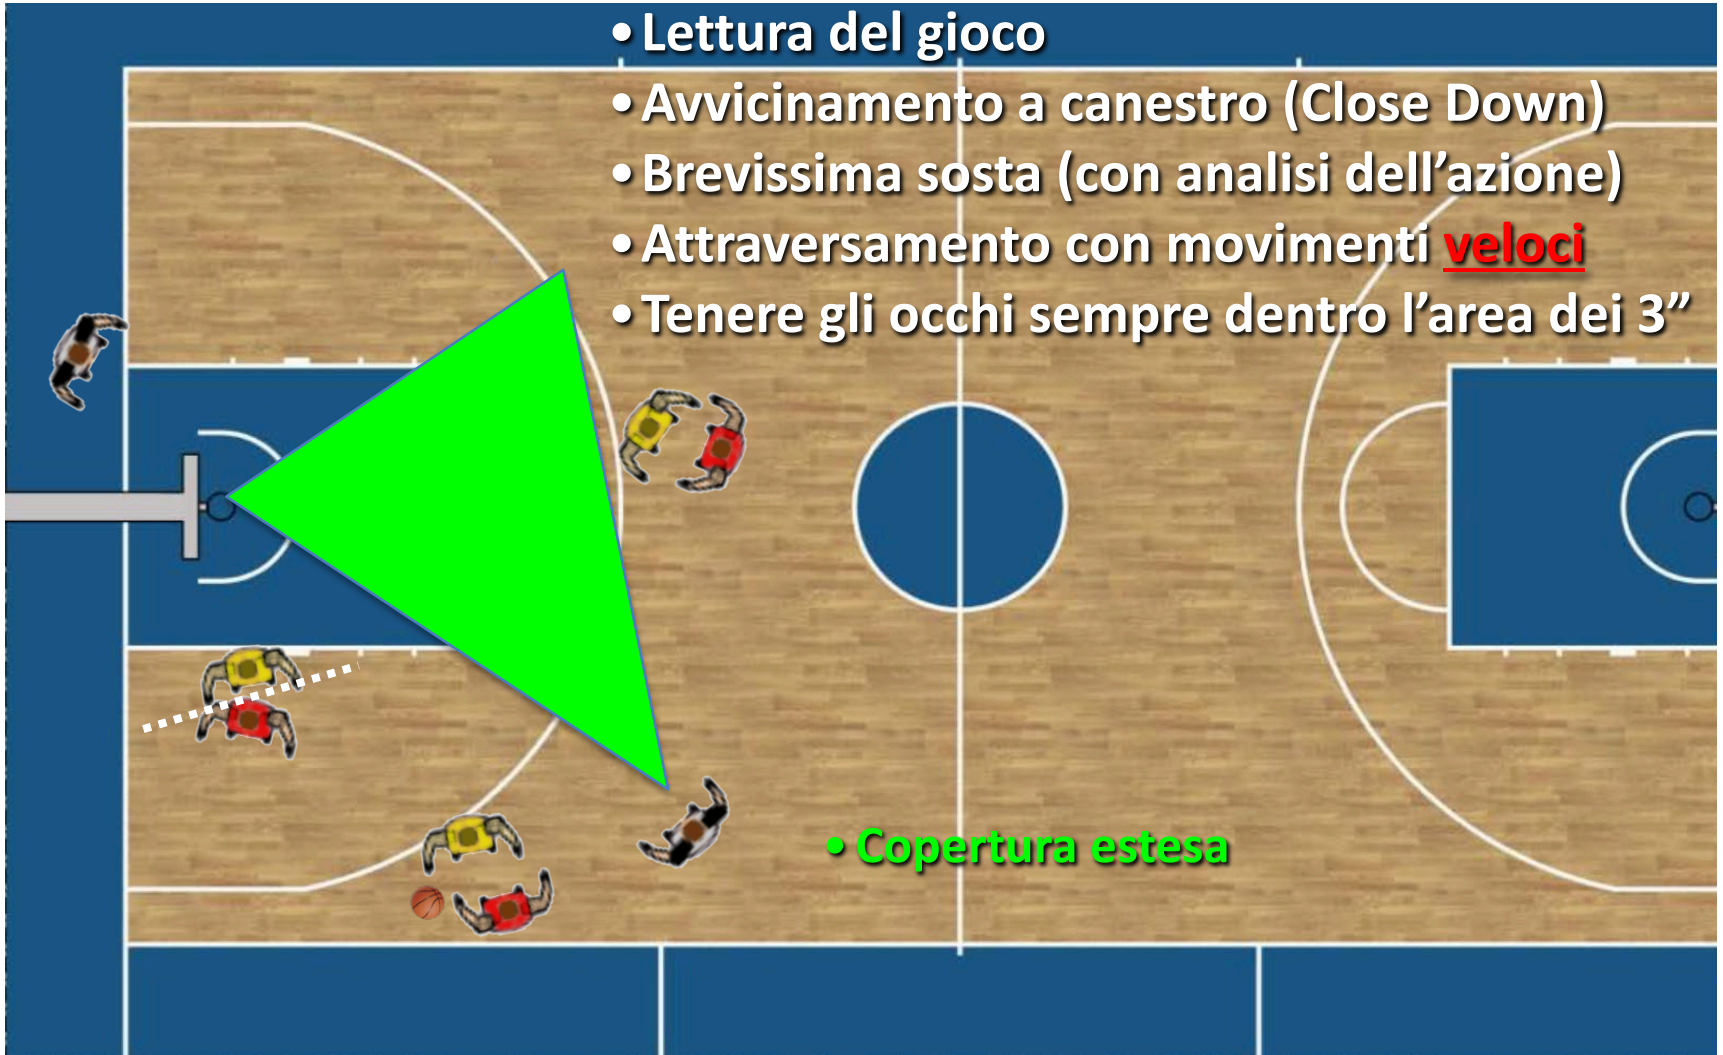 • Lettura del gioco
• Avvicinamento a canestro (Close Down)
• Brevissima sosta (con analisi dell’azione)
• Attraversamento con movimenti veloci
• Tenere gli occhi sempre dentro l’area dei 3”
• Copertura estesa